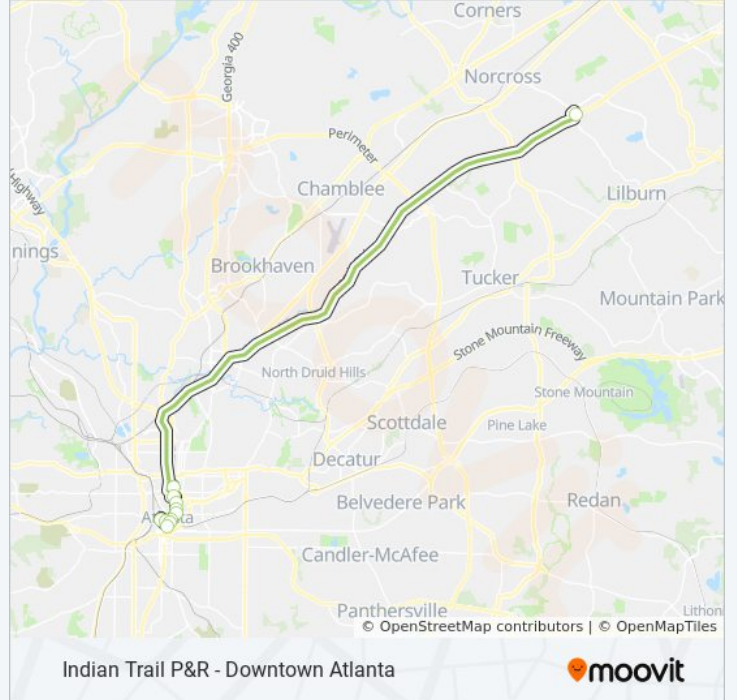 Corners
Georgia 400
Norcross
Perimeter
Highway
Chamblee
Lilburn
nings
Brookhaven
Tucker
Mountain Park
Stone Mountain Freeway
North Druid Hills
Stone Mountain
Scottdale
Pine Lake
Decatur
Belvedere Park
Redan
Candler-McAfee
Panthersville
Lithon
© OpenStreetMap contributors | © OpenMapTiles
Indian Trail P&R - Downtown Atlanta
moovit